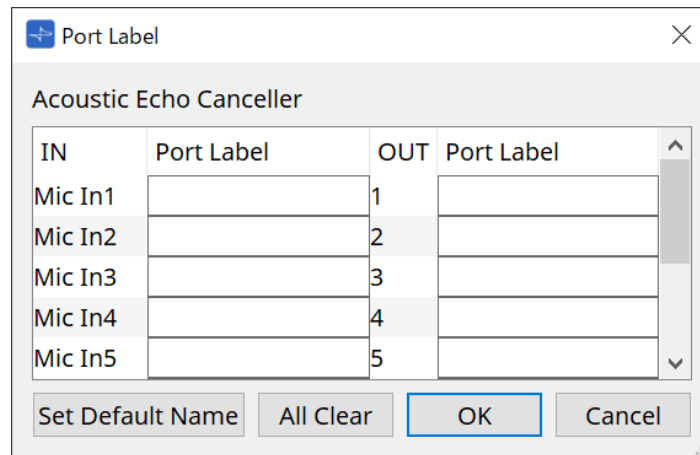 Port Label
Acoustic Echo Canceller
IN Port Label OUT Port Label
Mic In1 1
Mic In2 2
Mic In3 3
Mic In4 4
Mic In5 5
Set Default Name All Clear OK Cancel